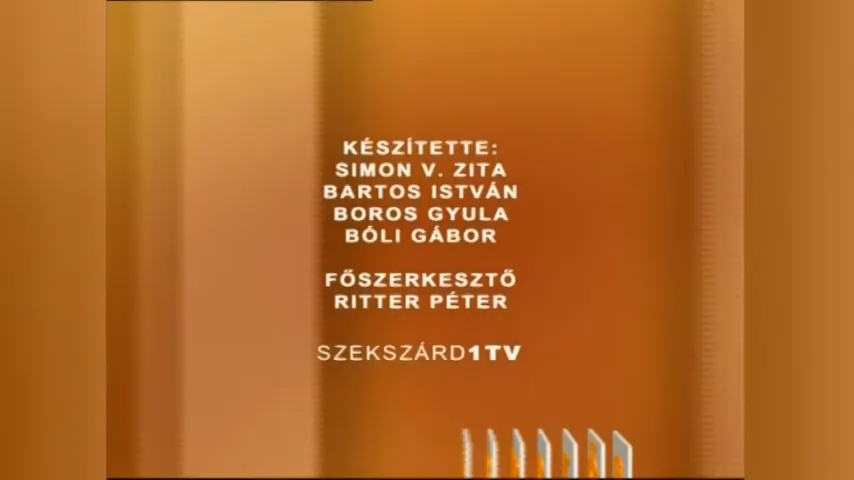 KÉSZÍTETTE:
SIMON V. ZITA
BARTOS ISTVÁN
BOROS GYULA
BÓLI GÁBOR
FŐSZERKESZTŐ
RITTER PÉTER
SZEKSZÁRD1TV